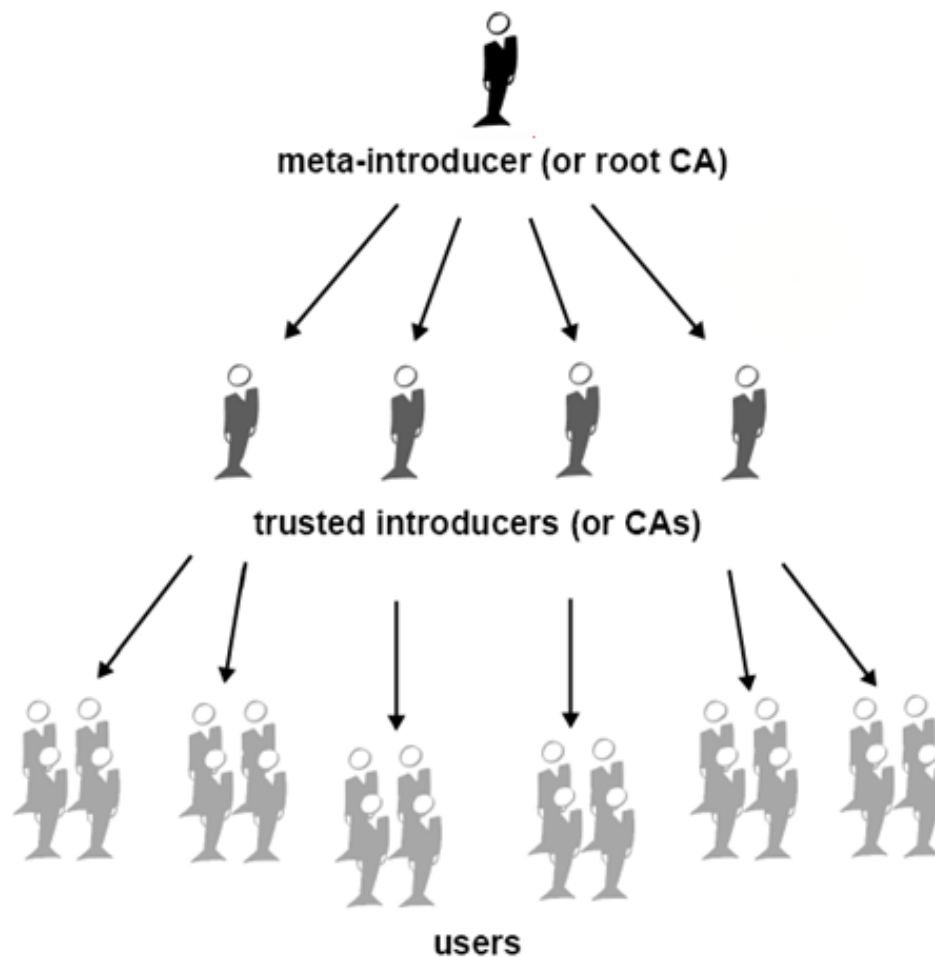 meta-introducer (or root CA)
trusted introducers (or CAs)
users